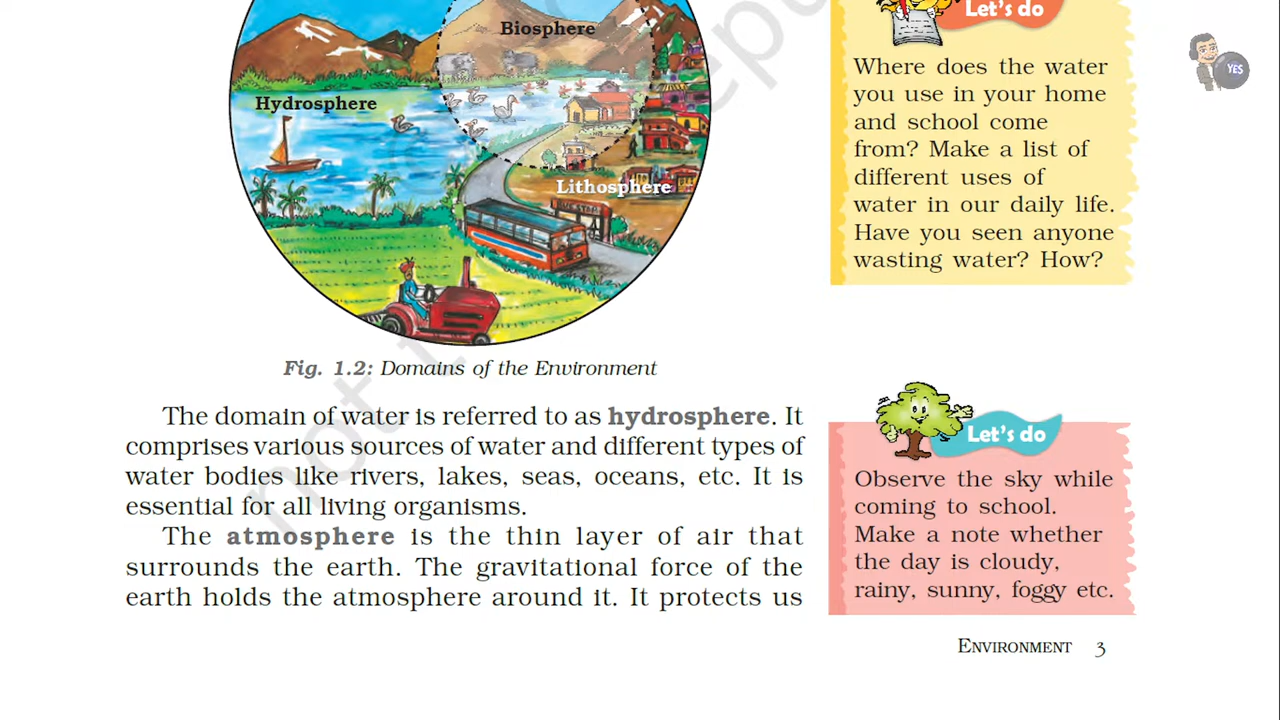 Biosphere
Hydrosphere
Lithosphere
Fig. 1.2: Domains of the Environment
The domain of water is referred to as hydrosphere. It
comprises various sources of water and different types of
water bodies like rivers, lakes, seas, oceans, etc. It is
essential for all living organisms.
The atmosphere is the thin layer of air that
surrounds the earth. The gravitational force of the
earth holds the atmosphere around it. It protects us
Let's do
Where does the water
you use in your home
and school come
from? Make a list of
different uses of
water in our daily life.
Have you seen anyone
wasting water? How?
Let's do
Observe the sky while
coming to school.
Make a note whether
the day is cloudy,
rainy, sunny, foggy etc.
ENVIRONMENT 3
YES
not